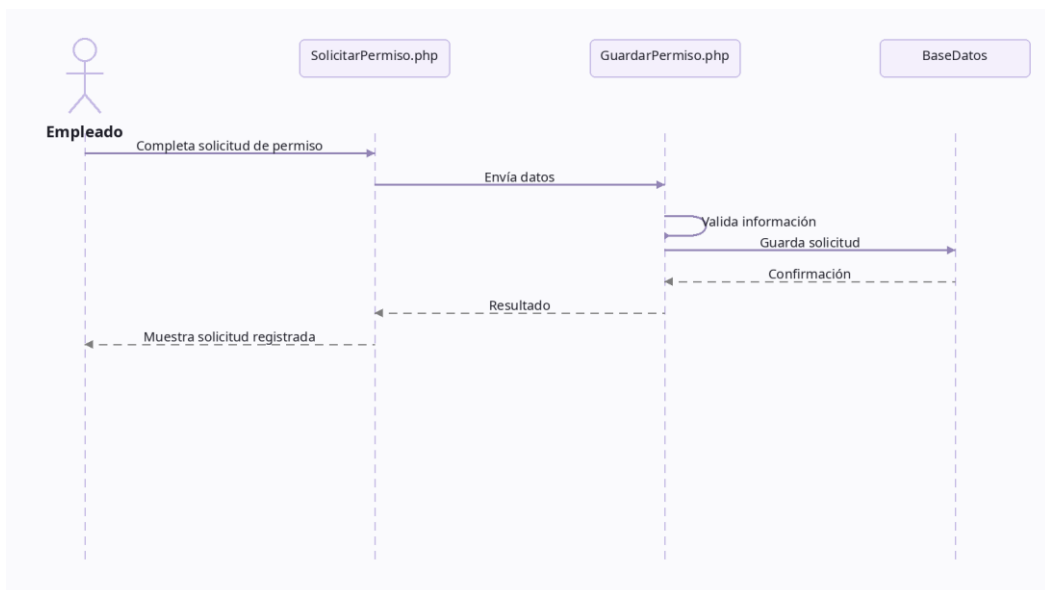 SolicitarPermiso.php
GuardarPermiso.php
BaseDatos
Empleado
Completa solicitud de permiso
Envía datos
Valida información
Guarda solicitud
Confirmación
Resultado
Muestra solicitud registrada